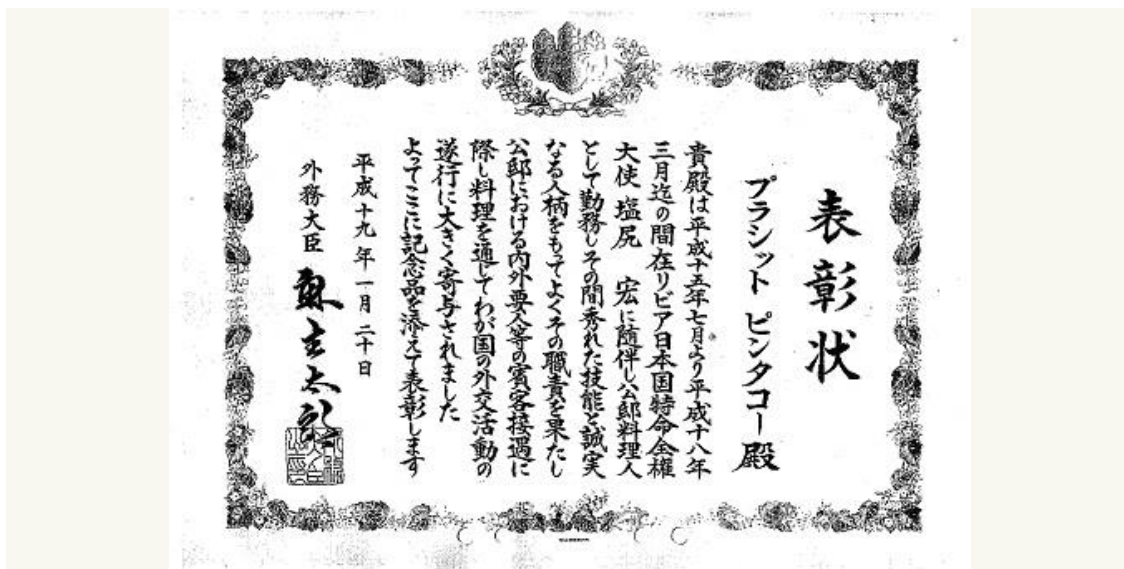 表彰状
プラシット ピンタコー 殿
貴殿は平成十五年七月より平成十八年
三月迄の間在リビア日本国特命全権
大使塩尻 宏に随伴し公邸料理人
として勤務しその間秀れた技能と誠実
なる人柄をもってよくその職責を果たし
公邸における内外要人等の賓客接遇に
際し料理を通じてわが国の外交活動の
遂行に大きく寄与されました
よってここに記念品を添えて表彰します
平成十九年一月二十日
外務大臣 麻生太郎